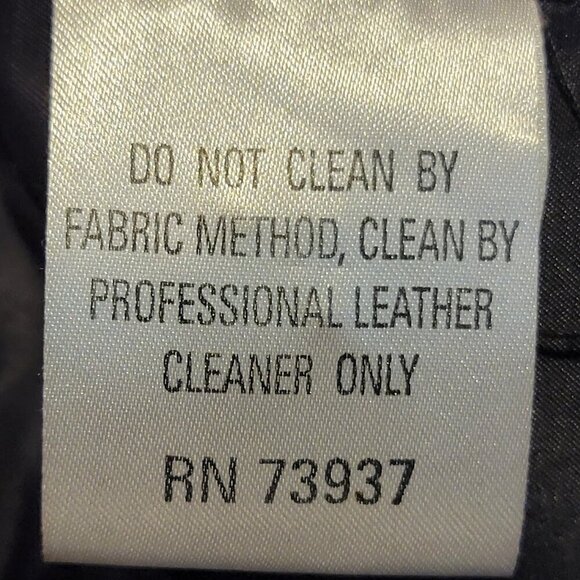 DO NOT CLEAN BY
FABRIC METHOD, CLEAN BY
PROFESSIONAL LEATHER
CLEANER ONLY
RN 73937